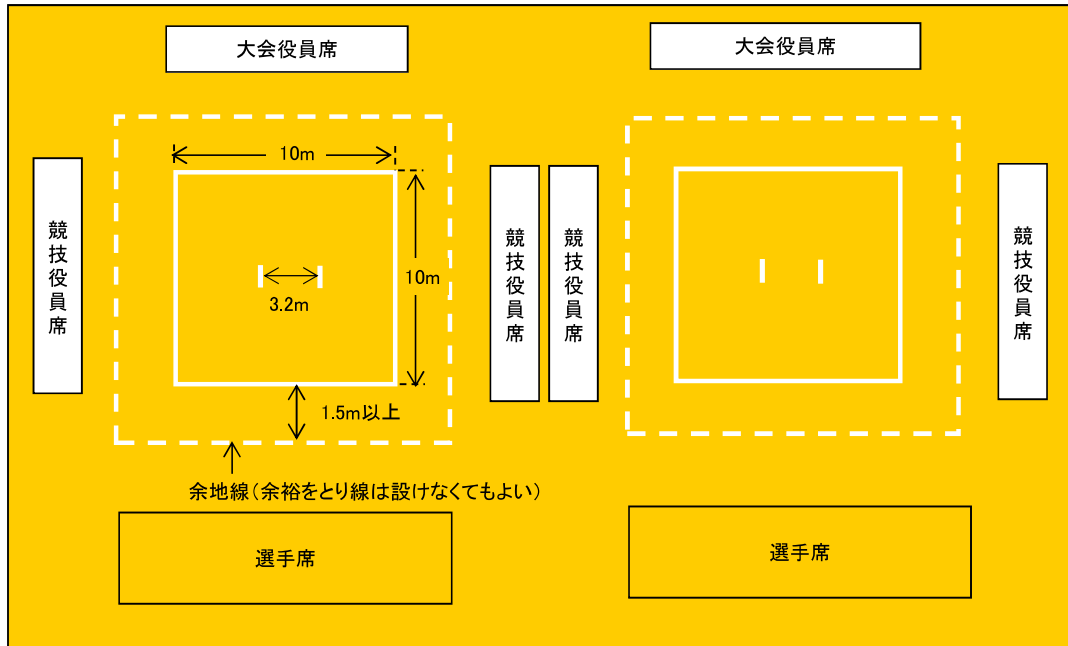 大会役員席
大会役員席
10m
10m
3.2m
1.5m以上
競技役員席
競技役員席
競技役員席
競技役員席
余地線(余裕をとり線は設けなくてもよい)
選手席
選手席